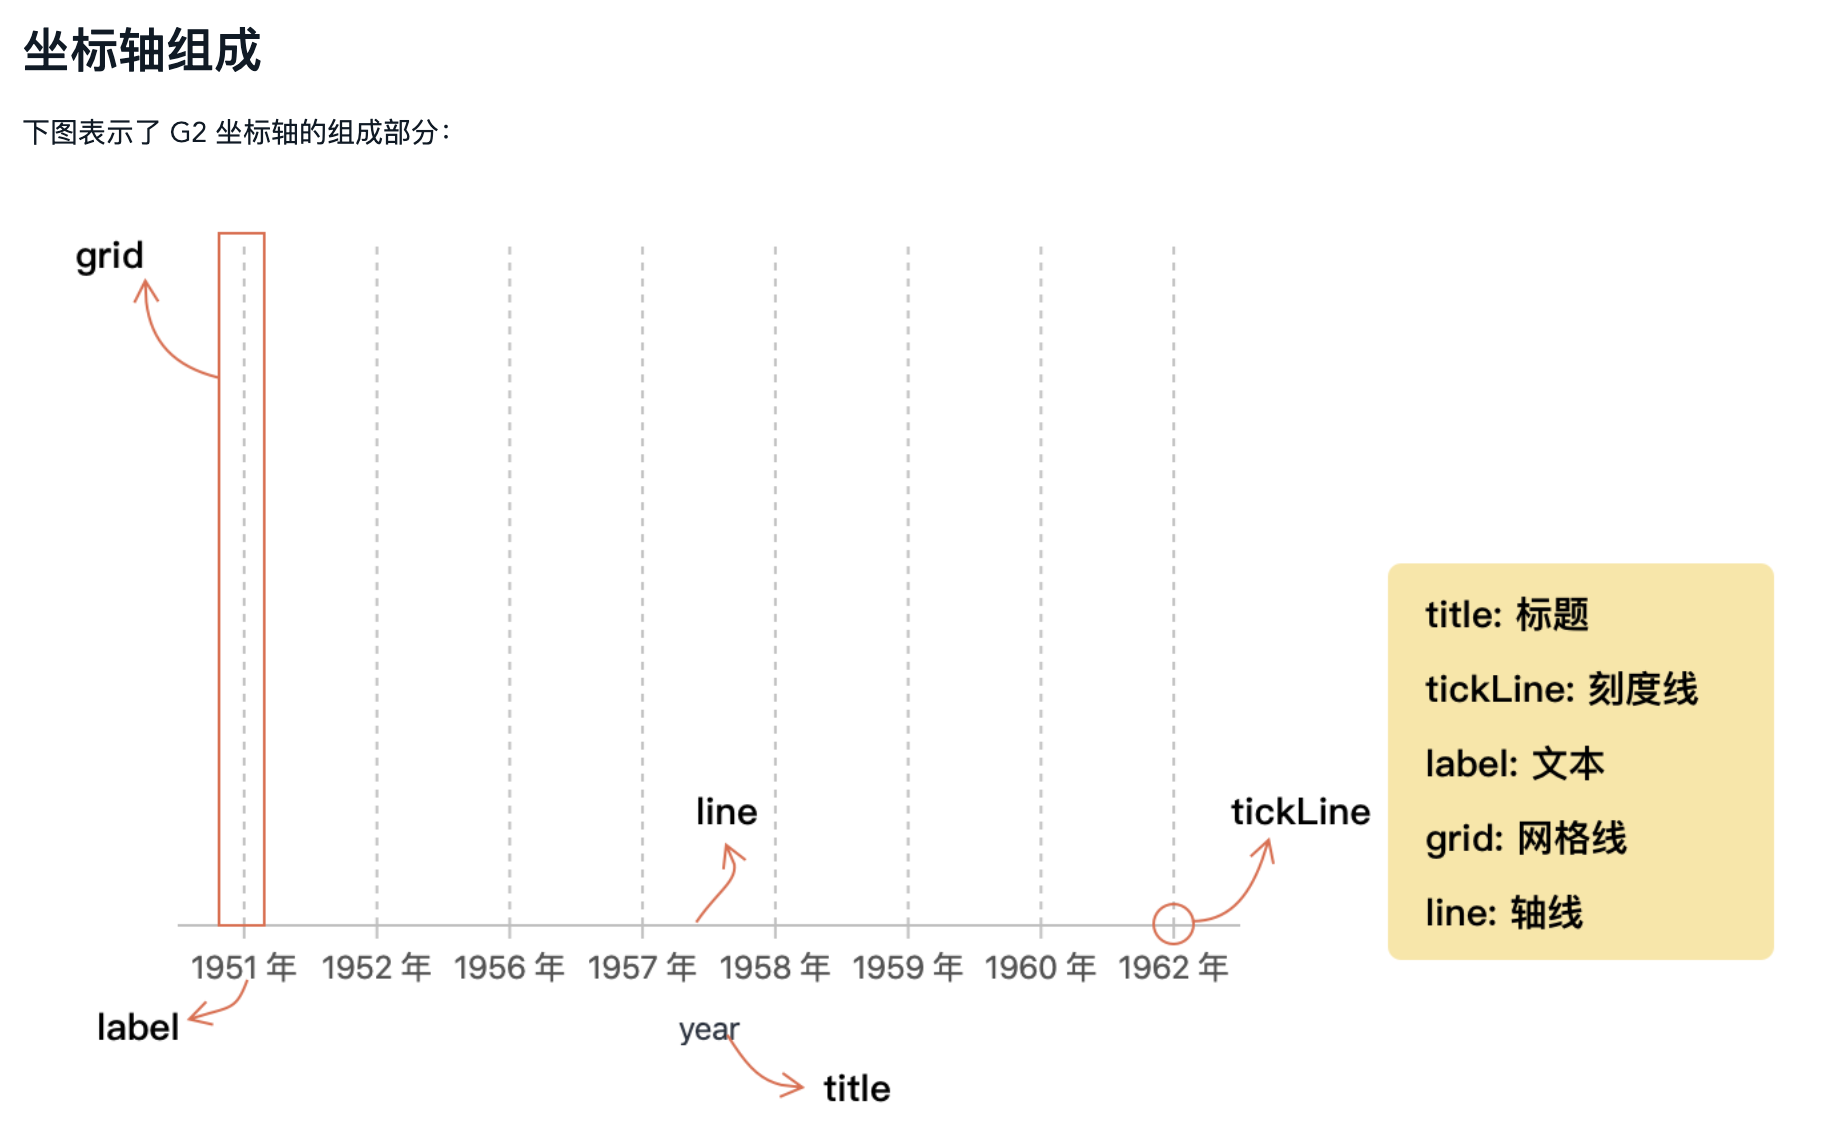 坐标轴组成
下图表示了 G2 坐标轴的组成部分：
grid
title: 标题
tickLine: 刻度线
label: 文本
grid: 网格线
line: 轴线
line
tickLine
1951 年 1952 年 1956 年 1957 年 1958 年 1959 年 1960 年 1962 年
label
year
title